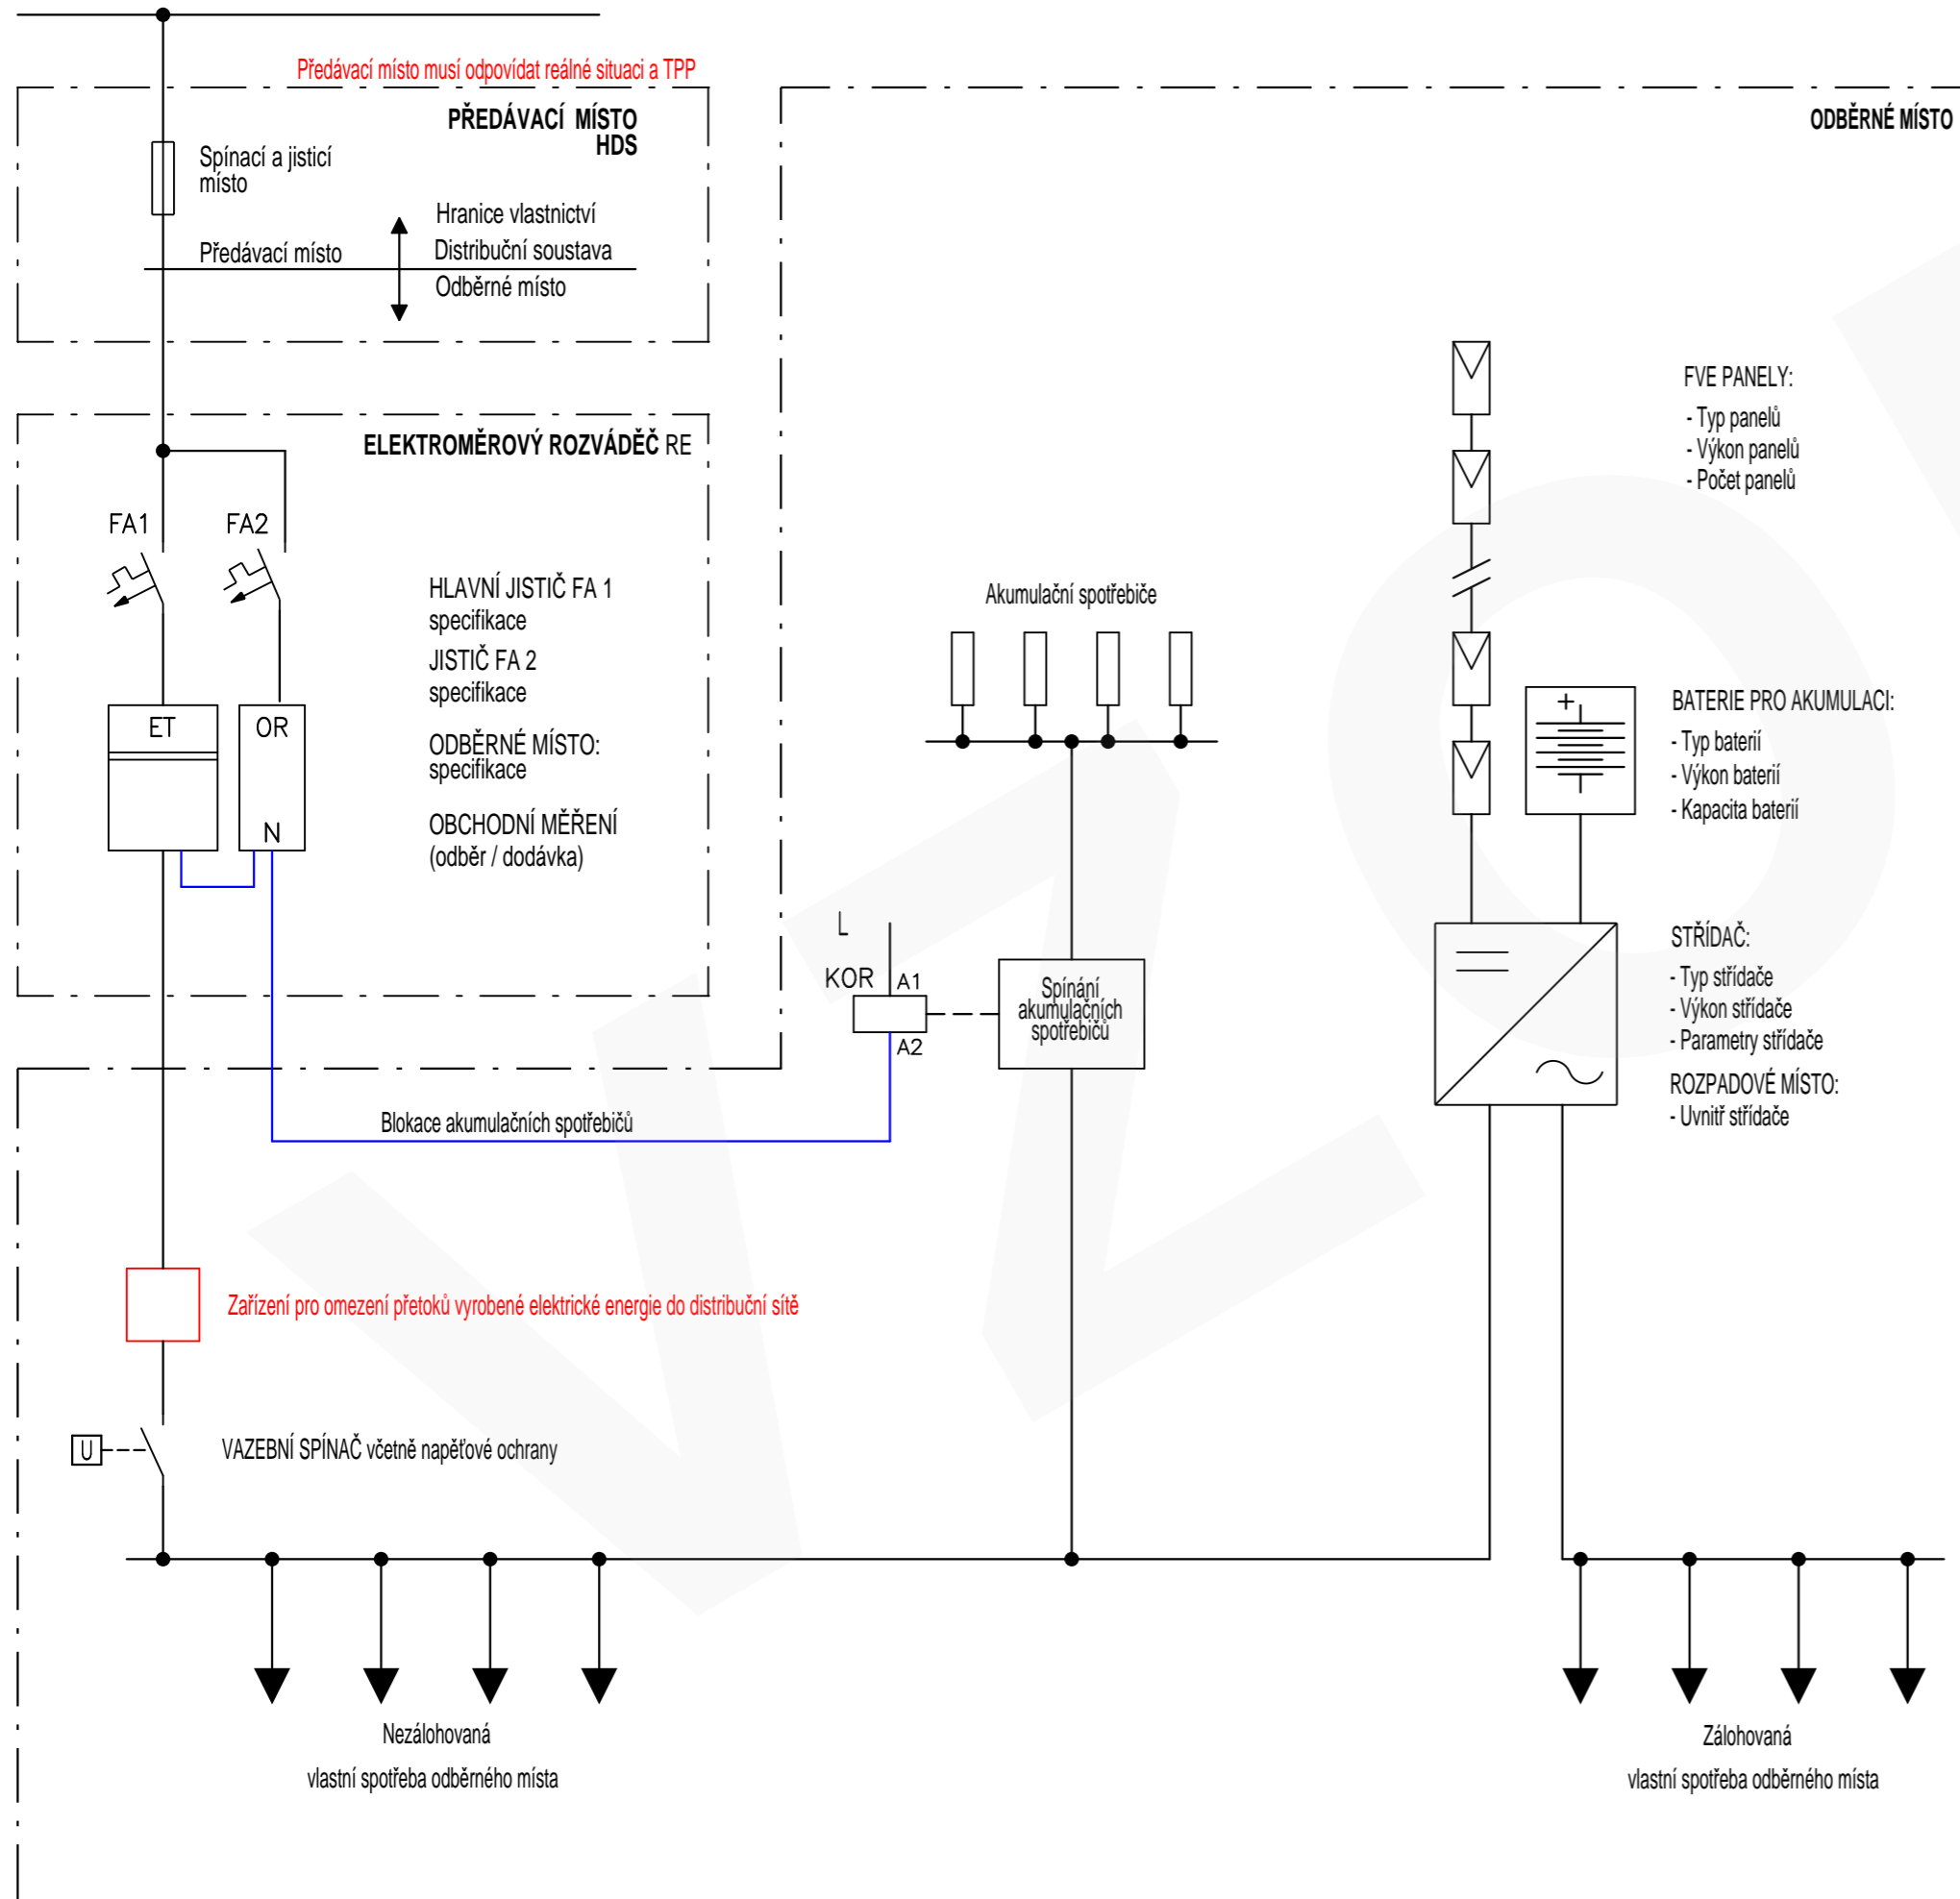 Předávací místo musí odpovídat reálné situaci a TPP
PŘEDÁVACÍ MÍSTO
HDS
Spínací a jisticí
místo
Hranice vlastnictví
Předávací místo
Distribuční soustava
Odběrné místo
ELEKTROMĚROVÝ ROZVÁDĚČ RE
FA1
FA2
HLAVNÍ JISTIČ FA 1
specifikace
JISTIČ FA 2
specifikace
ET
OR
N
ODBĚRNÉ MÍSTO:
specifikace
OBCHODNÍ MĚŘENÍ
(odběr / dodávka)
ODBĚRNÉ MÍSTO
FVE PANELY:
- Typ panelů
- Výkon panelů
- Počet panelů
Akumulační spotřebiče
+
BATERIE PRO AKUMULACI:
- Typ baterií
- Výkon baterií
- Kapacita baterií
L
KOR
A1
A2
Spínání
akumulačních
spotřebičů
STŘÍDAČ:
- Typ střídače
- Výkon střídače
- Parametry střídače
ROZPADOVÉ MÍSTO:
- Uvnitř střídače
Blokace akumulačních spotřebičů
Zařízení pro omezení přetoků vyrobené elektrické energie do distribuční sítě
U
VAZEBNÍ SPÍNAČ včetně napěťové ochrany
Nezálohovaná
vlastní spotřeba odběrného místa
Zálohovaná
vlastní spotřeba odběrného místa